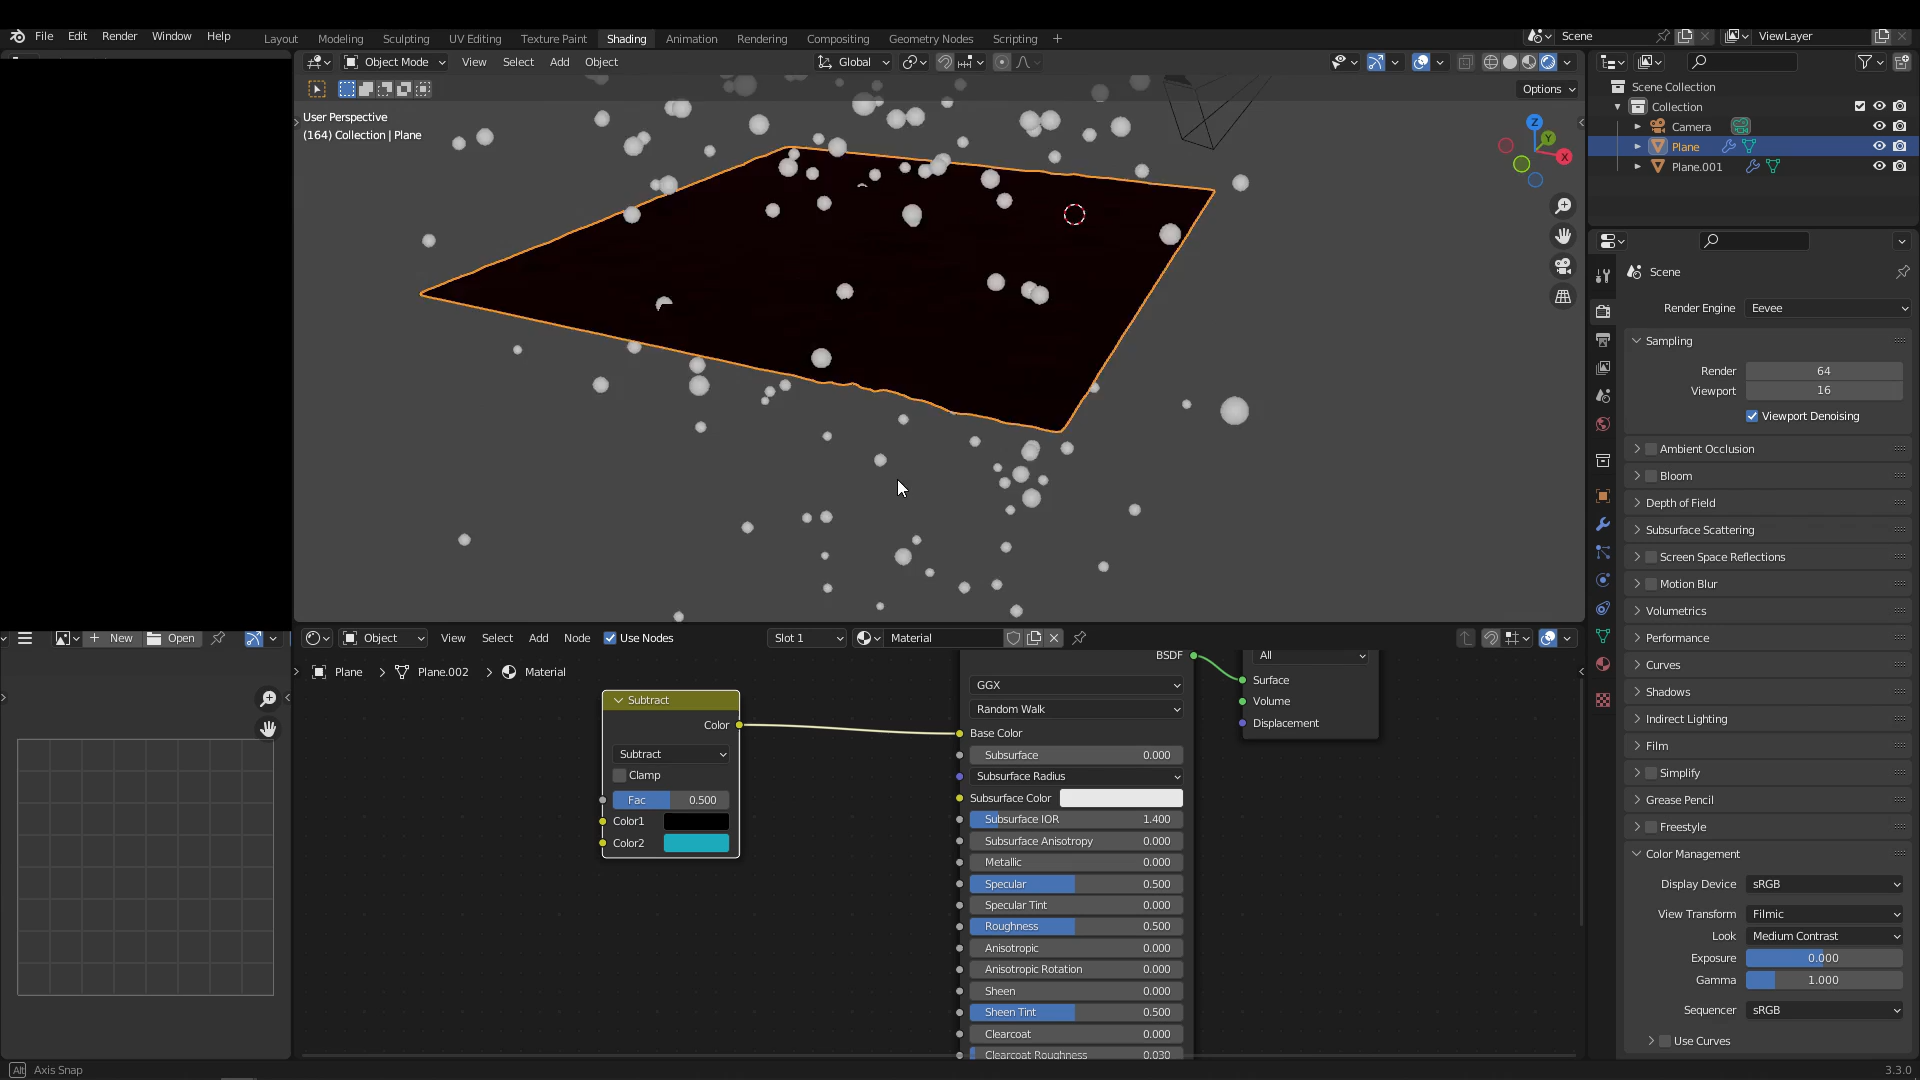 File Edit Render Window Help
Layout Modeling Sculpting UV Editing Texture Paint Shading Animation Rendering Compositing Geometry Nodes Scripting +
Scene
ViewLayer
Object Mode View Select Add Object
Global
Options
User Perspective
(164) Collection | Plane
Z
Y
X
Scene Collection
Collection
Camera
Plane
Plane.001
Scene
Render Engine Eevee
Sampling
Render 64
Viewport 16
Viewport Denoising
Ambient Occlusion
Bloom
Depth of Field
Subsurface Scattering
Screen Space Reflections
Motion Blur
Volumetrics
Performance
Curves
Shadows
Indirect Lighting
Film
Simplify
Grease Pencil
Freestyle
Color Management
Display Device sRGB
View Transform Filmic
Look Medium Contrast
Exposure 0.000
Gamma 1.000
Sequencer sRGB
Use Curves
New Open
Object View Select Add Node Use Nodes
Slot 1
Material
Plane > Plane.002 > Material
Subtract
Color
Subtract
Clamp
Fac 0.500
Color1
Color2
BSDF
GGX
Random Walk
Base Color
Subsurface 0.000
Subsurface Radius
Subsurface Color
Subsurface IOR 1.400
Subsurface Anisotropy 0.000
Metallic 0.000
Specular 0.500
Specular Tint 0.000
Roughness 0.500
Anisotropic 0.000
Anisotropic Rotation 0.000
Sheen 0.000
Sheen Tint 0.500
Clearcoat 0.000
Clearcoat Roughness 0.030
All
Surface
Volume
Displacement
Alt Axis Snap
3.3.0